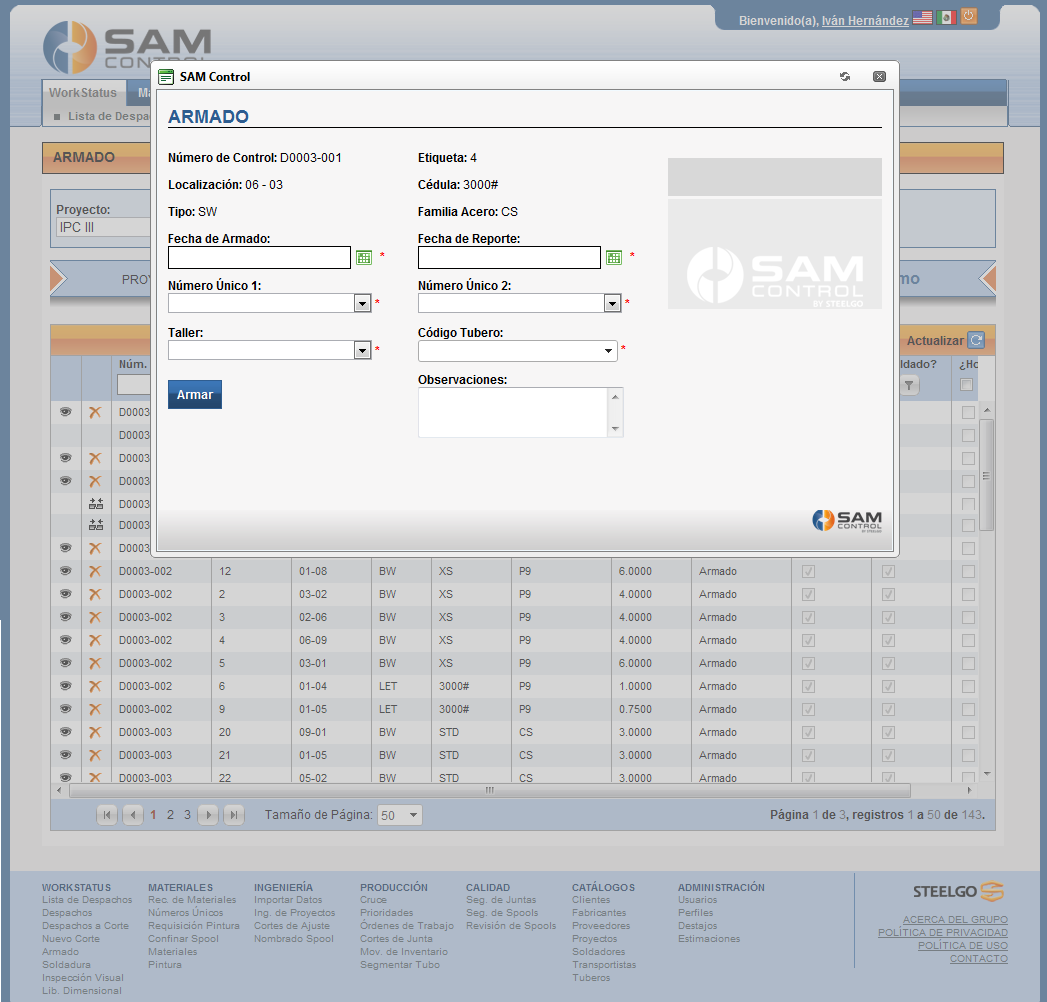 Bienvenido(a), Iván Hernández
SAM
CONTROL
WorkStatus
Lista de Despa
ARMADO
Proyecto:
IPC III
PROY
mo
Actualizar
SAM Control
ARMADO
Número de Control: D0003-001
Etiqueta: 4
Localización: 06 - 03
Cédula: 3000#
Tipo: SW
Familia Acero: CS
Fecha de Armado: *
Fecha de Reporte: *
Número Único 1: *
Número Único 2: *
Taller: *
Código Tubero: *
Armar
Observaciones:
SAM
CONTROL
BY STEELGO
SAM
CONTROL
BY STEELGO
Núm.
ldado?
¿Ho
D0003
D0003
D0003
D0003
D0003
D0003
D0003
D0003-002 12 01-08 BW XS P9 6.0000 Armado
D0003-002 2 03-02 BW XS P9 4.0000 Armado
D0003-002 3 02-06 BW XS P9 4.0000 Armado
D0003-002 4 06-09 BW XS P9 4.0000 Armado
D0003-002 5 03-01 BW XS P9 6.0000 Armado
D0003-002 6 01-04 LET 3000# P9 1.0000 Armado
D0003-002 9 01-05 LET 3000# P9 0.7500 Armado
D0003-003 20 09-01 BW STD CS 3.0000 Armado
D0003-003 21 01-05 BW STD CS 3.0000 Armado
D0003-003 22 05-02 BW STD CS 3.0000 Armado
1 2 3 Tamaño de Página: 50 Página 1 de 3, registros 1 a 50 de 143.
WORKSTATUS
Lista de Despachos
Despachos
Despachos a Corte
Nuevo Corte
Armado
Soldadura
Inspección Visual
Lib. Dimensional
MATERIALES
Rec. de Materiales
Números Únicos
Requisición Pintura
Confinar Spool
Materiales
Pintura
INGENIERÍA
Importar Datos
Ing. de Proyectos
Cortes de Ajuste
Nombrado Spool
PRODUCCIÓN
Cruce
Prioridades
Órdenes de Trabajo
Cortes de Junta
Mov. de Inventario
Segmentar Tubo
CALIDAD
Seg. de Juntas
Seg. de Spools
Revisión de Spools
CATÁLOGOS
Clientes
Fabricantes
Proveedores
Proyectos
Soldadores
Transportistas
Tuberos
ADMINISTRACIÓN
Usuarios
Perfiles
Destajos
Estimaciones
STEELGO
ACERCA DEL GRUPO
POLÍTICA DE PRIVACIDAD
POLÍTICA DE USO
CONTACTO